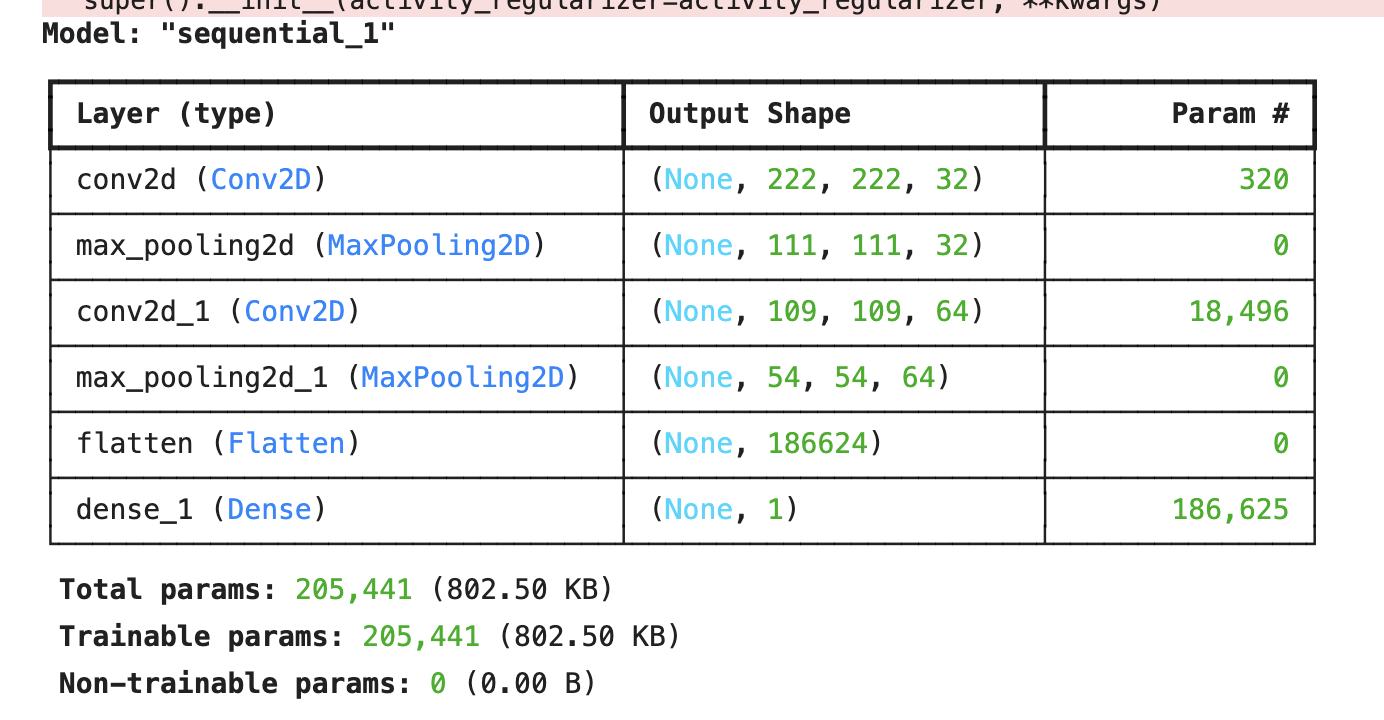 super().__init__(activity_regularizer=activity_regularizer, **kwargs)
Model: "sequential_1"
Layer (type) Output Shape Param #
conv2d (Conv2D) (None, 222, 222, 32) 320
max_pooling2d (MaxPooling2D) (None, 111, 111, 32) 0
conv2d_1 (Conv2D) (None, 109, 109, 64) 18,496
max_pooling2d_1 (MaxPooling2D) (None, 54, 54, 64) 0
flatten (Flatten) (None, 186624) 0
dense_1 (Dense) (None, 1) 186,625
Total params: 205,441 (802.50 KB)
Trainable params: 205,441 (802.50 KB)
Non-trainable params: 0 (0.00 B)